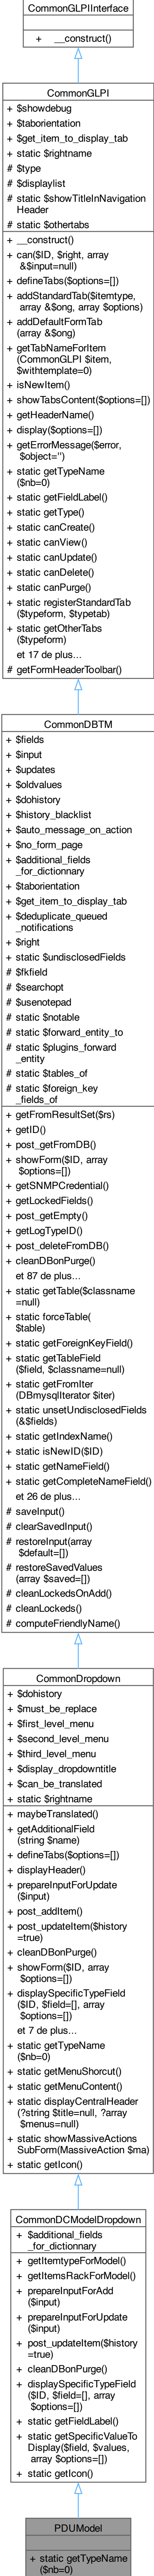 CommonGLPIInterface
+ __construct()
CommonGLPI
+ $showdebug
+ $taborientation
+ $get_item_to_display_tab
+ static $rightname
# $type
# $displaylist
# static $showTitleInNavigation
Header
# static $othertabs
+ __construct()
+ can($ID, $right, array
&$input=null)
+ defineTabs($options=[])
+ addStandardTab($itemtype,
array &$ong, array $options)
+ addDefaultFormTab
(array &$ong)
+ getTabNameForItem
(CommonGLPI $item,
$withtemplate=0)
+ isNewItem()
+ showTabsContent($options=[])
+ getHeaderName()
+ display($options=[])
+ getErrorMessage($error,
$object='')
+ static getTypeName
($nb=0)
+ static getFieldLabel()
+ static getType()
+ static canCreate()
+ static canView()
+ static canUpdate()
+ static canDelete()
+ static canPurge()
+ static registerStandardTab
($typeform, $typetab)
+ static getOtherTabs
($typeform)
et 17 de plus...
# getFormHeaderToolbar()
CommonDBTM
+ $fields
+ $input
+ $updates
+ $oldvalues
+ $dohistory
+ $history_blacklist
+ $auto_message_on_action
+ $no_form_page
+ $additional_fields
_for_dictionnary
+ $taborientation
+ $get_item_to_display_tab
+ $deduplicate_queued
_notifications
+ $right
+ static $undisclosedFields
# $fkfield
# $searchopt
# $usenotepad
# static $notable
# static $forward_entity_to
# static $plugins_forward
_entity
# static $tables_of
# static $foreign_key
_fields_of
+ getFromResultSet($rs)
+ getID()
+ post_getFromDB()
+ showForm($ID, array
$options=[])
+ getSNMPCredential()
+ getLockedFields()
+ post_getEmpty()
+ getLogTypeID()
+ post_deleteFromDB()
+ cleanDBonPurge()
et 87 de plus...
+ static getTable($classname
=null)
+ static forceTable(
$table)
+ static getForeignKeyField()
+ static getTableField
($field, $classname=null)
+ static getFromIter
(DBmysqlIterator $iter)
+ static unsetUndisclosedFields
(&$fields)
+ static getIndexName()
+ static isNewID($ID)
+ static getNameField()
+ static getCompleteNameField()
et 26 de plus...
# saveInput()
# clearSavedInput()
# restoreInput(array
$default=[])
# restoreSavedValues
(array $saved=[])
# cleanLockedsOnAdd()
# cleanLockeds()
# computeFriendlyName()
CommonDropdown
+ $dohistory
+ $must_be_replace
+ $first_level_menu
+ $second_level_menu
+ $third_level_menu
+ $display_dropdowntitle
+ $can_be_translated
+ static $rightname
+ maybeTranslated()
+ getAdditionalField
(string $name)
+ defineTabs($options=[])
+ displayHeader()
+ prepareInputForUpdate
($input)
+ post_addItem()
+ post_updateItem($history
=true)
+ cleanDBonPurge()
+ showForm($ID, array
$options=[])
+ displaySpecificTypeField
($ID, $field=[], array
$options=[])
et 7 de plus...
+ static getTypeName
($nb=0)
+ static getMenuShorcut()
+ static getMenuContent()
+ static displayCentralHeader
(?string $title=null, ?array
$menus=null)
+ static showMassiveActions
SubForm(MassiveAction $ma)
+ static getIcon()
CommonDCModelDropdown
+ $additional_fields
_for_dictionnary
+ getItemtypeForModel()
+ getItemsRackForModel()
+ prepareInputForAdd
($input)
+ prepareInputForUpdate
($input)
+ post_updateItem($history
=true)
+ cleanDBonPurge()
+ displaySpecificTypeField
($ID, $field=[], array
$options=[])
+ static getFieldLabel()
+ static getSpecificValueTo
Display($field, $values,
array $options=[])
+ static getIcon()
PDUModel
+ static getTypeName
($nb=0)